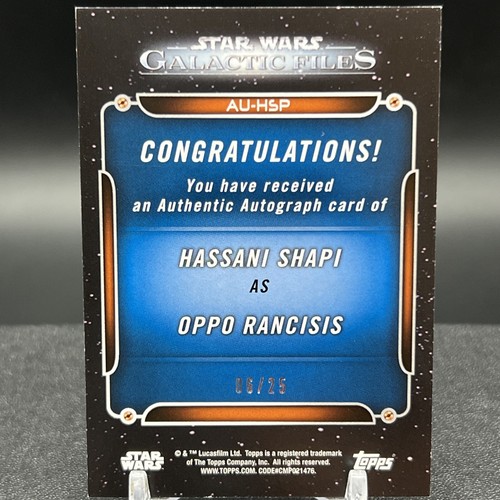 STAR WARS
GALACTIC FILES
AU-HSP
CONGRATULATIONS!
You have received
an Authentic Autograph card of
HASSANI SHAPI
AS
OPPO RANCISIS
06/25
STAR WARS
© & ™ Lucasfilm Ltd. Topps is a registered trademark
of The Topps Company, Inc. All rights reserved.
WWW.TOPPS.COM. CODE#CMP021476.
topps